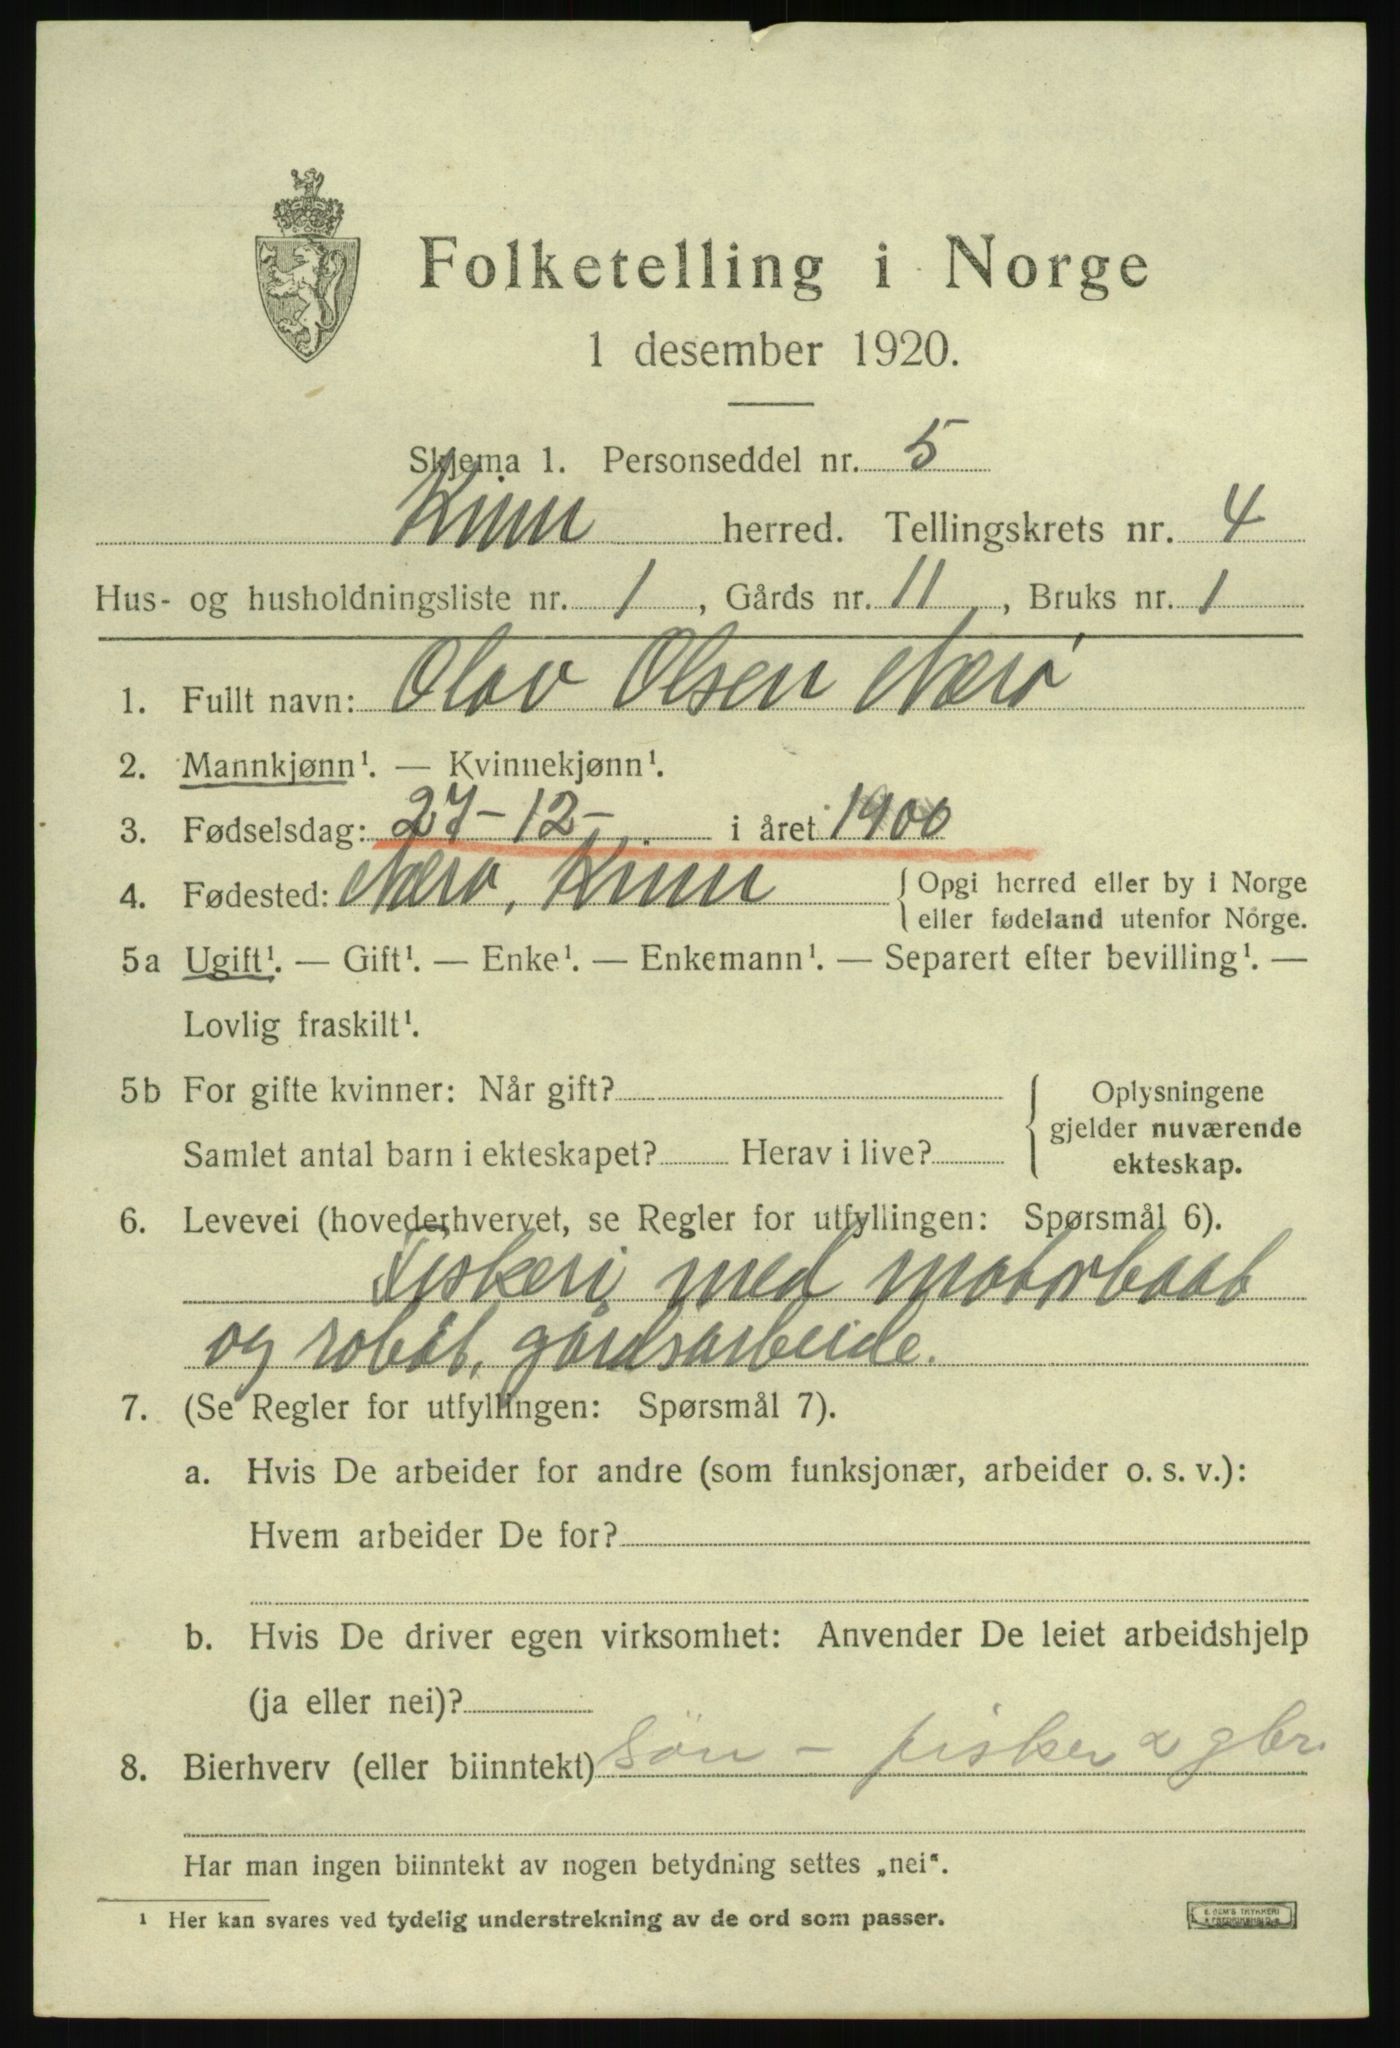 Folketelling i Norge
1 desember 1920.
Skjema 1. Personseddel nr. 5
Kinn herred. Tellingskrets nr. 4
Hus- og husholdningsliste nr. 1, Gårds nr. 11, Bruks nr. 1
1. Fullt navn: Olav Olsen Nærø
2. Mannkjønn¹. — Kvinnekjønn¹.
3. Fødselsdag: 27-12- i året 1900
4. Fødested: Nærø, Kinn { Opgi herred eller by i Norge
eller fødeland utenfor Norge.
5a Ugift¹. — Gift¹. — Enke¹. — Enkemann¹. — Separert efter bevilling¹. —
Lovlig fraskilt¹.
5b For gifte kvinner: Når gift? { Oplysningene
gjelder nuværende
Samlet antal barn i ekteskapet? Herav i live? ekteskap.
6. Levevei (hovederhvervet, se Regler for utfyllingen: Spørsmål 6).
Fiskeri med motorbaat
og robåt, gårdsarbeide.
7. (Se Regler for utfyllingen: Spørsmål 7).
a. Hvis De arbeider for andre (som funksjonær, arbeider o. s. v.):
Hvem arbeider De for?
b. Hvis De driver egen virksomhet: Anvender De leiet arbeidshjelp
(ja eller nei)?
8. Bierhverv (eller biinntekt) søn - fisker & gbr.
Har man ingen biinntekt av nogen betydning settes „nei".
¹ Her kan svares ved tydelig understrekning av de ord som passer.